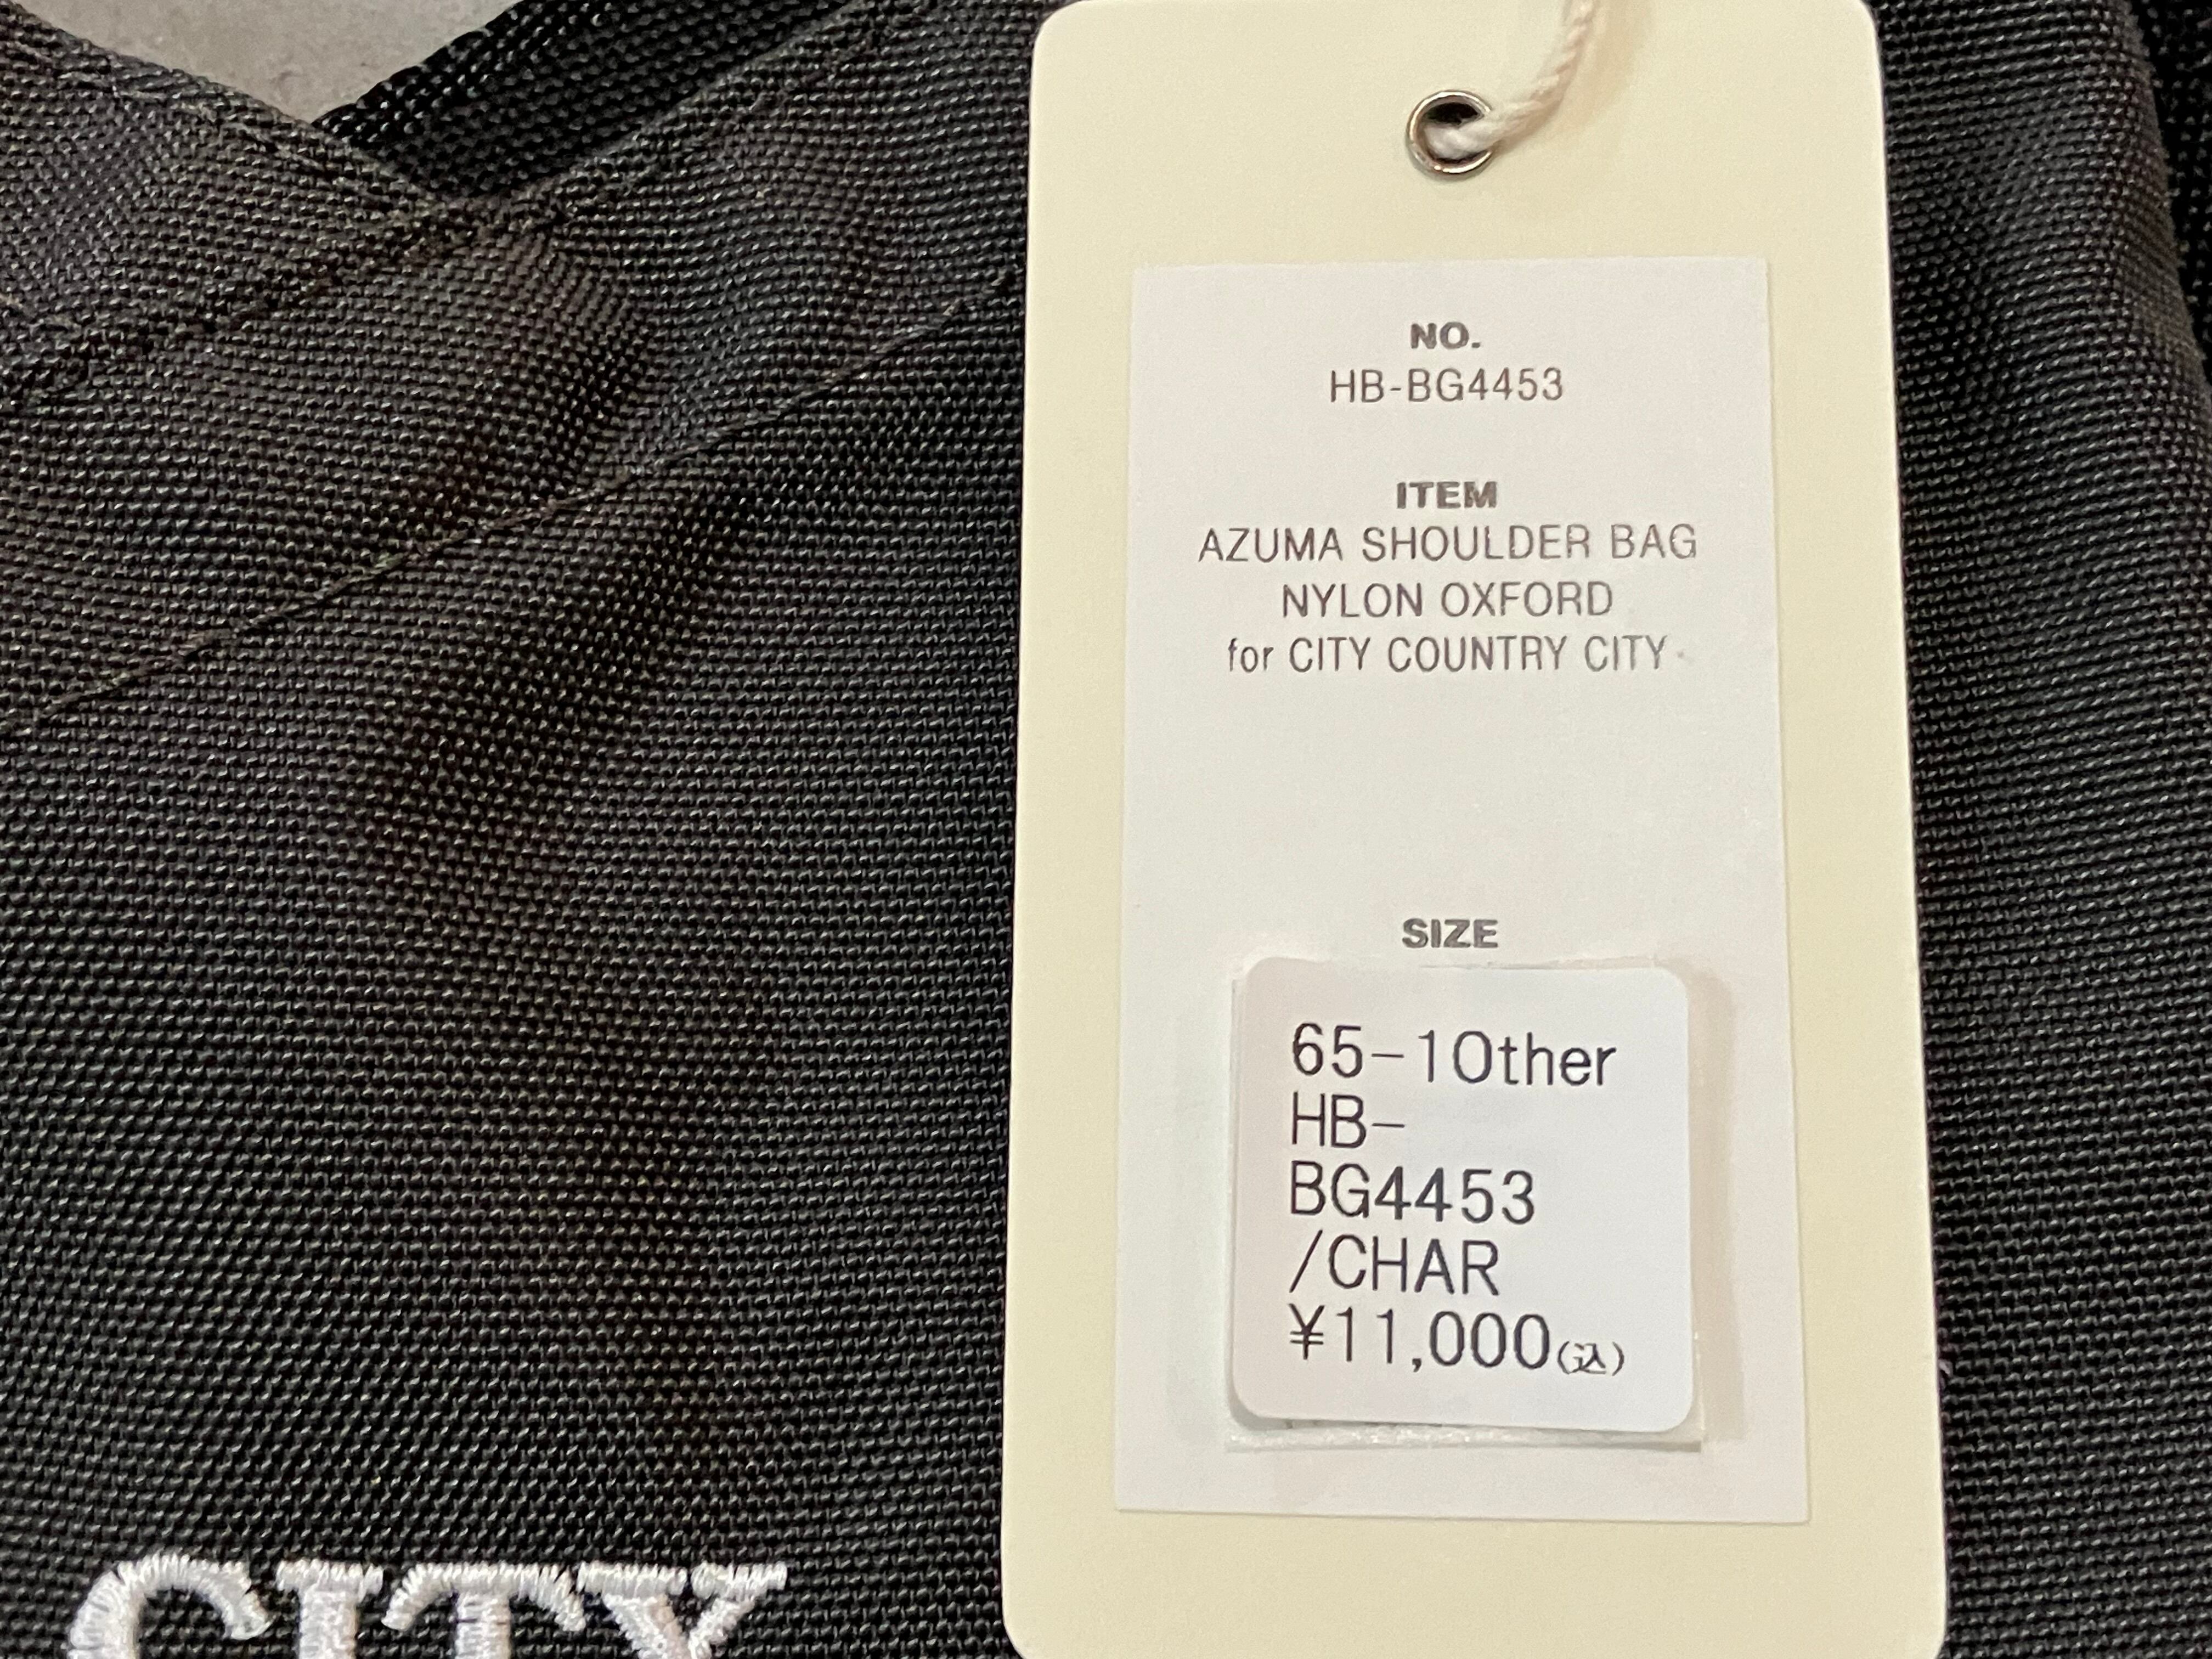 NO.
HB-BG4453
ITEM
AZUMA SHOULDER BAG
NYLON OXFORD
for CITY COUNTRY CITY
SIZE
65-1Other
HB-
BG4453
/CHAR
¥11,000(込)
CITY